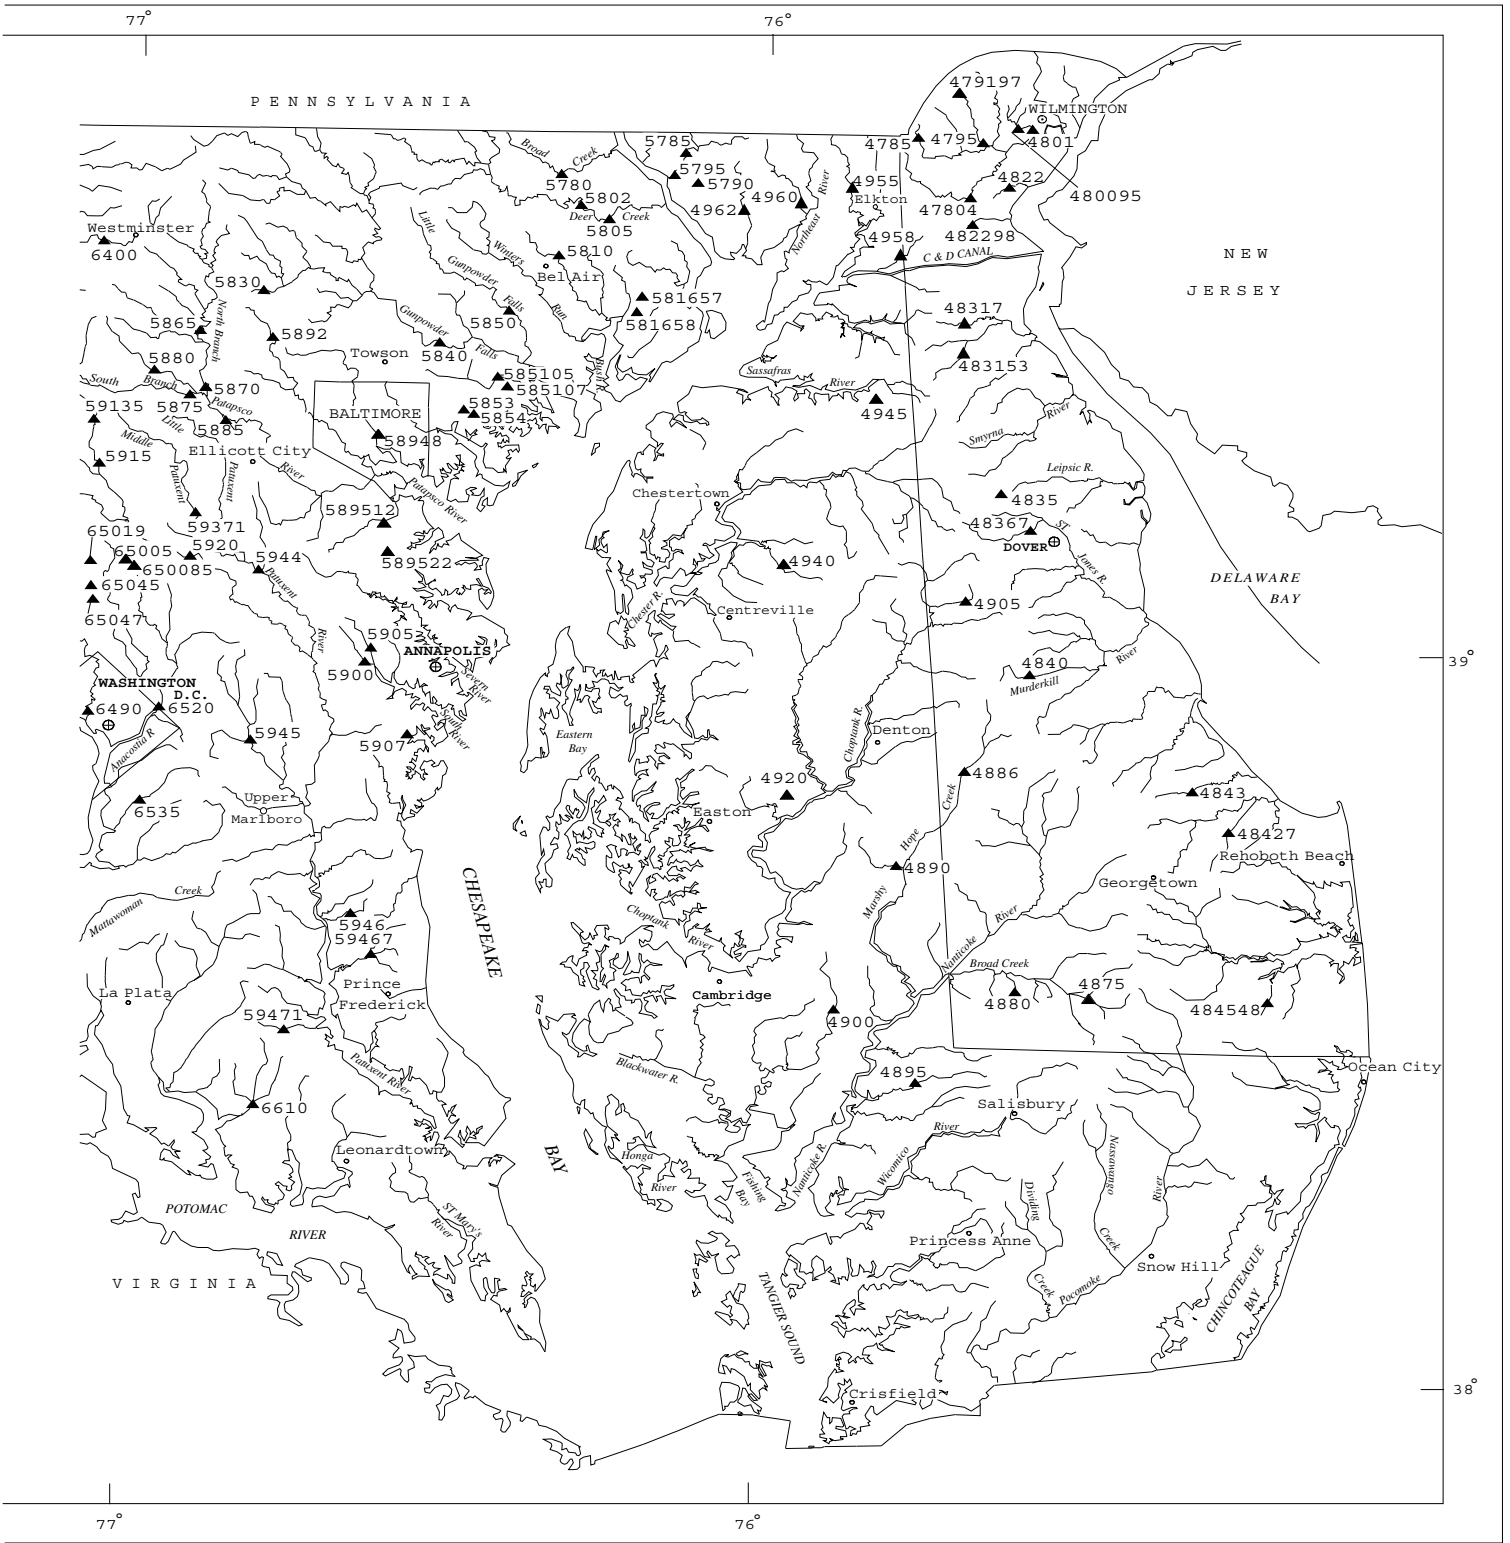 77°
76°
PENNSYLVANIA
479197
WILMINGTON
4785
4795
4801
480095
5785
5795
5790
Broad
Creek
5780
5802
Deer
Creek
5805
4962
4960
River
Northeast
4955
Elkton
4822
47804
482298
4958
C & D CANAL
NEW
JERSEY
Westminster
6400
Little
Winters
Gunpowder
Falls
Run
5810
Bel Air
581657
581658
5830
5865
North Branch
5892
Gunpowder
Falls
5850
5840
Towson
48317
483153
5880
South
Branch
5870
5875
Patapsco
585105
585107
Bush R.
Sassafras
River
4945
59135
Little
5885
BALTIMORE
5853
5854
58948
Smyrna
River
Middle
Patuxent
Patuxent
5915
Ellicott City
River
Leipsic R.
Patapsco River
Chestertown
4835
59371
589512
48367
ST
DOVER
Jones R.
65019
65005
5920
650085
5944
589522
4940
65045
65047
Patuxent
River
DELAWARE
BAY
4905
Chester R.
Centreville
5905
ANNAPOLIS
5900
Severn
River
39°
4840
Murderkill
River
WASHINGTON
D.C.
6490
6520
Anacostia R
5945
South
River
5907
Eastern
Bay
Choptank R.
Denton
4920
4886
Creek
4843
6535
Upper
Marlboro
Easton
48427
Rehoboth Beach
Hope
4890
Marshy
Georgetown
CHESAPEAKE
Creek
Mattawoman
5946
59467
Choptank
River
River
Nanticoke
Broad Creek
La Plata
Prince
Frederick
Cambridge
4880
4875
484548
59471
4900
Patuxent River
Blackwater R.
4895
Ocean City
6610
Salisbury
River
Leonardtown
BAY
Honga
River
Fishing
Bay
Nanticoke R.
Wicomico
Nassawango
Creek
River
Dividing
Creek
POTOMAC
RIVER
ST Mary's
River
Princess Anne
Snow Hill
VIRGINIA
TANGIER SOUND
Pocomoke
CHINCOTEAGUE
BAY
Crisfield
38°
77°
76°